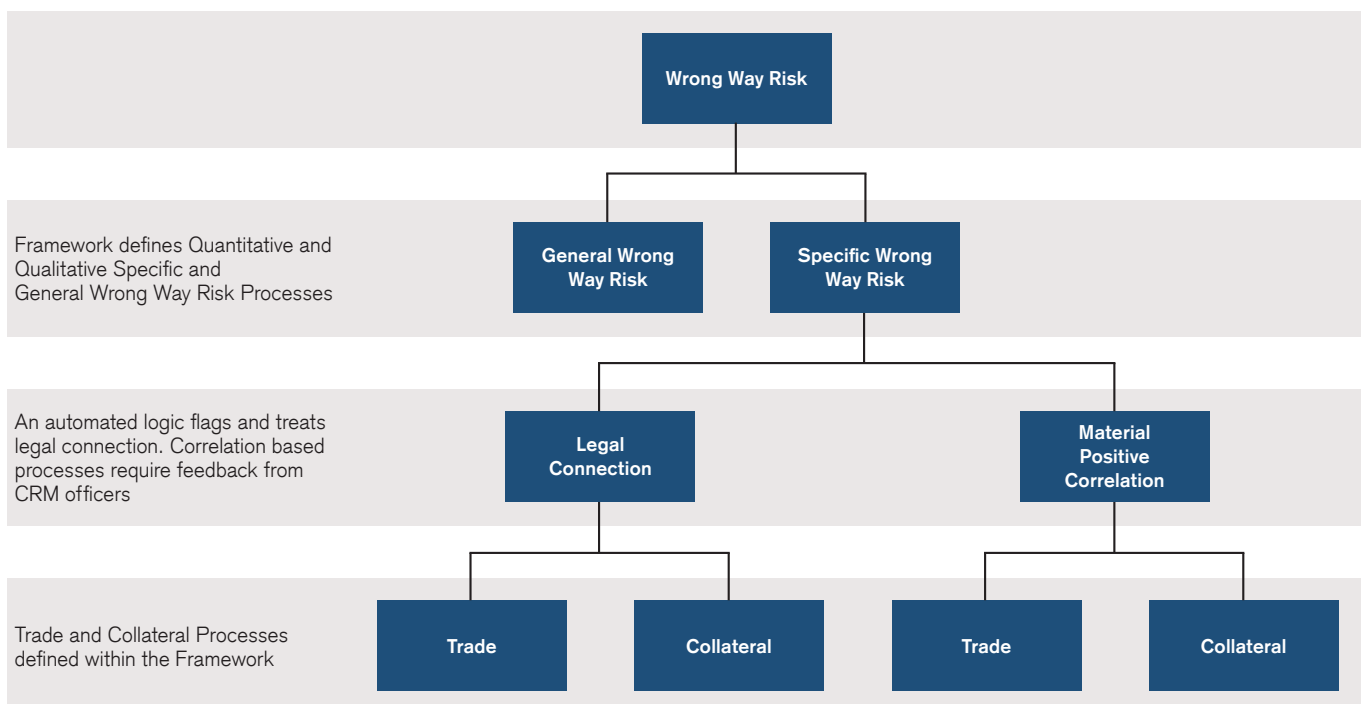 Wrong Way Risk
Framework defines Quantitative and
Qualitative Specific and
General Wrong Way Risk Processes
General Wrong
Way Risk
Specific Wrong
Way Risk
An automated logic flags and treats
legal connection. Correlation based
processes require feedback from
CRM officers
Legal
Connection
Material
Positive
Correlation
Trade and Collateral Processes
defined within the Framework
Trade
Collateral
Trade
Collateral